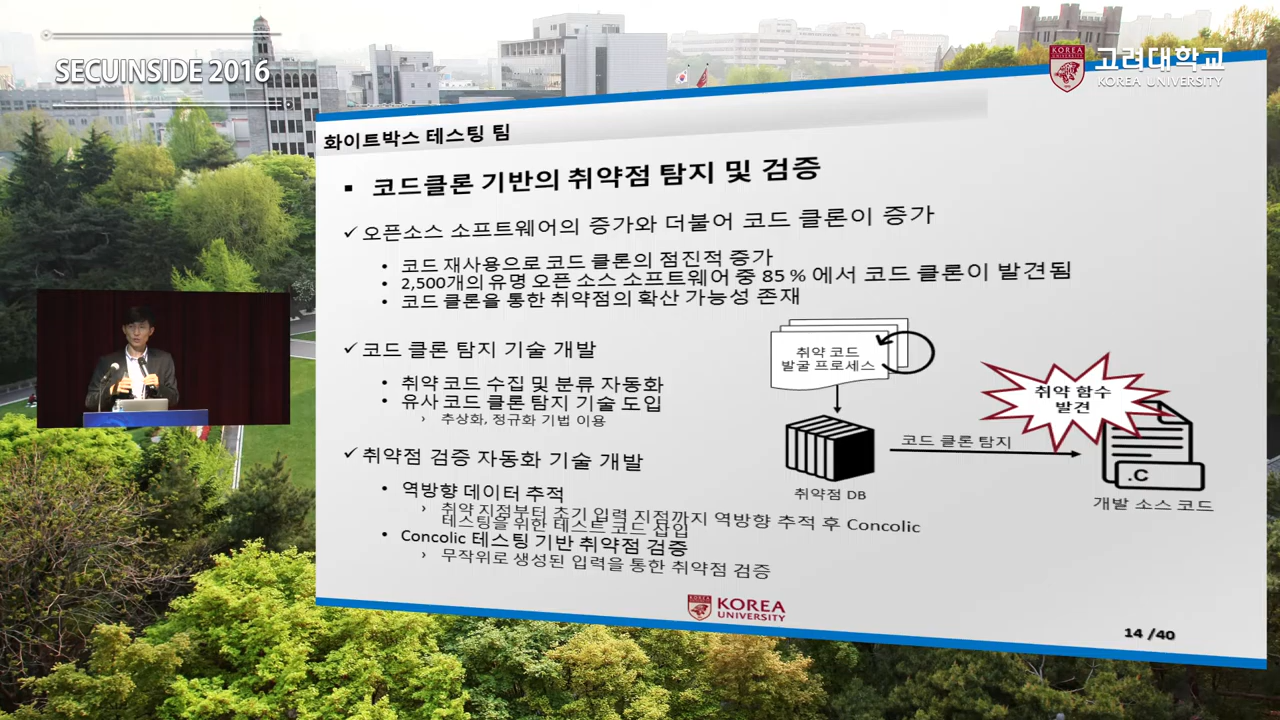 SECUINSIDE 2016
KOREA
고려대학교
KOREA UNIVERSITY
화이트박스 테스팅 팀
▪ 코드클론 기반의 취약점 탐지 및 검증
✓ 오픈소스 소프트웨어의 증가와 더불어 코드 클론이 증가
• 코드 재사용으로 코드 클론의 점진적 증가
• 2,500개의 유명 오픈 소스 소프트웨어 중 85 % 에서 코드 클론이 발견됨
• 코드 클론을 통한 취약점의 확산 가능성 존재
✓ 코드 클론 탐지 기술 개발
• 취약 코드 수집 및 분류 자동화
• 유사 코드 클론 탐지 기술 도입
› 추상화, 정규화 기법 이용
✓ 취약점 검증 자동화 기술 개발
• 역방향 데이터 추적
› 취약 지점부터 초기 입력 지점까지 역방향 추적 후 Concolic
테스팅을 위한 테스트 코드 삽입
• Concolic 테스팅 기반 취약점 검증
› 무작위로 생성된 입력을 통한 취약점 검증
취약 코드
발굴 프로세스
취약점 DB
코드 클론 탐지
취약 함수
발견
.C
개발 소스 코드
KOREA
UNIVERSITY
14 /40